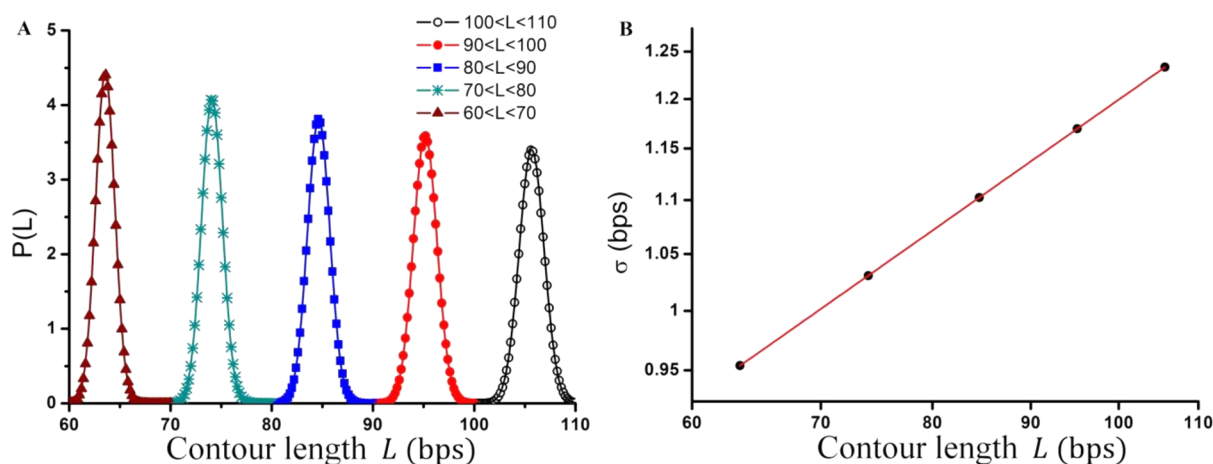 A
P(L)
5
4
3
2
1
0
60
70
80
90
100
110
Contour length L (bps)
100<L<110
90<L<100
80<L<90
70<L<80
60<L<70
B
σ (bps)
1.25
1.2
1.15
1.1
1.05
1
0.95
60
70
80
90
100
110
Contour length L (bps)